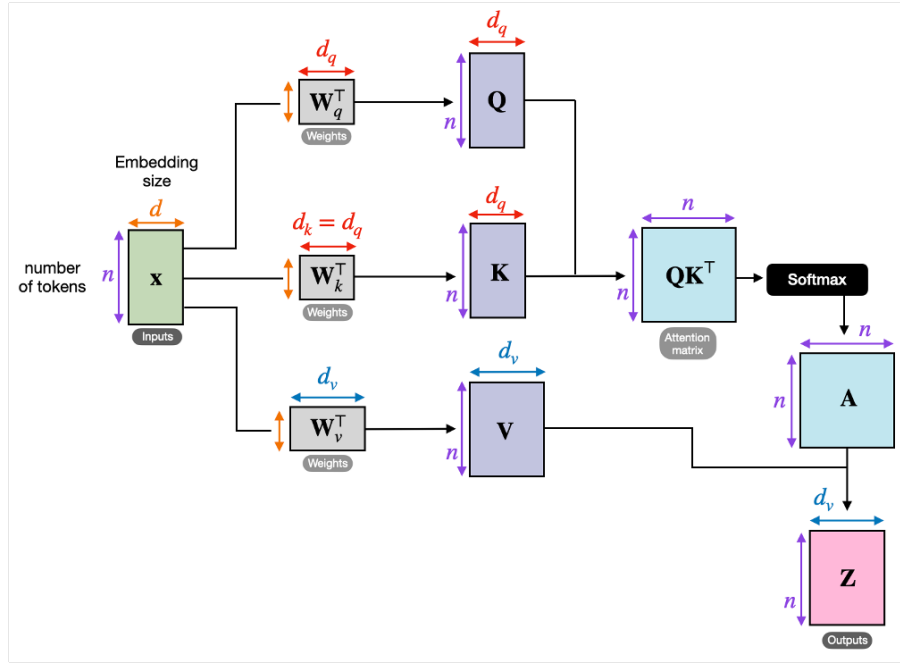 d_q
d_q
n
W_q^⊤
Weights
Q
Embedding
size
d
number
of tokens
n
x
Inputs
d_k = d_q
W_k^⊤
Weights
d_q
n
K
n
n
QK^⊤
Attention
matrix
Softmax
d_v
W_v^⊤
Weights
d_v
n
V
n
n
A
d_v
n
Z
Outputs